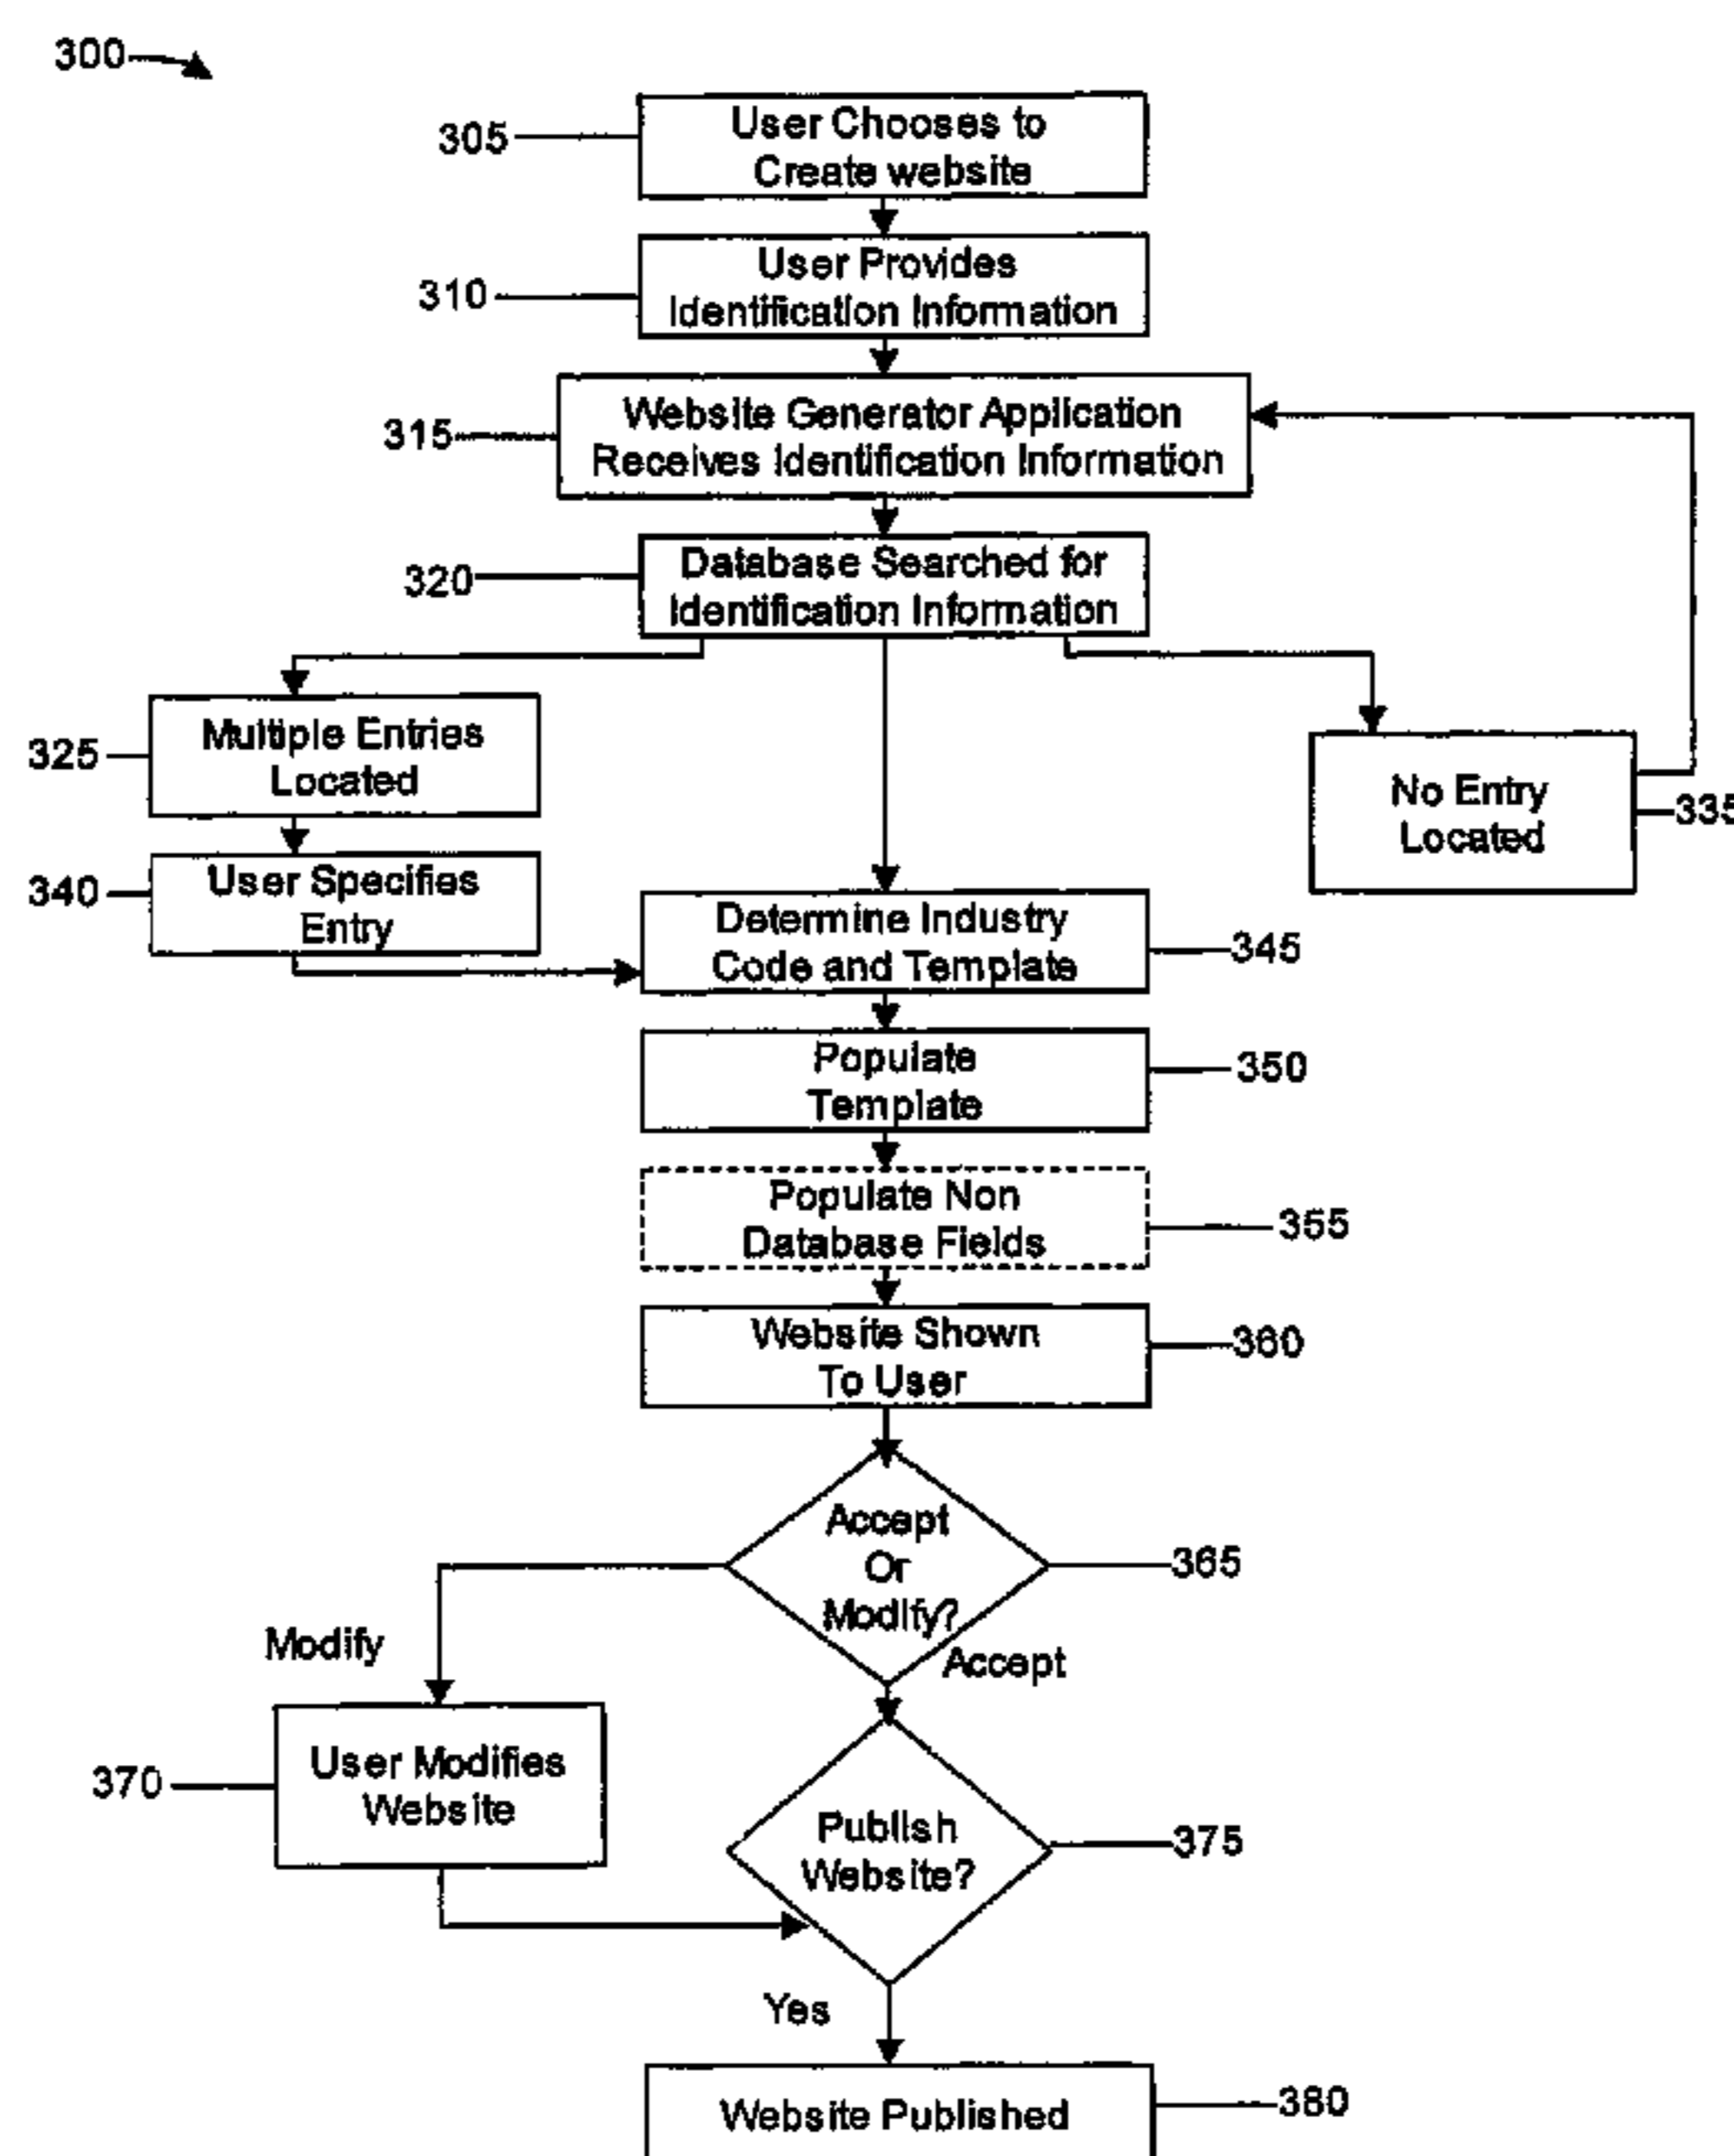 300
305
User Chooses to
Create website
310
User Provides
Identification Information
315
Website Generator Application
Receives Identification Information
320
Database Searched for
Identification Information
325
Multiple Entries
Located
No Entry
Located
335
340
User Specifies
Entry
Determine Industry
Code and Template
345
Populate
Template
350
Populate Non
Database Fields
355
Website Shown
To User
360
Accept
Or
Modify?
365
Modify
Accept
370
User Modifies
Website
Publish
Website?
375
Yes
Website Published
380